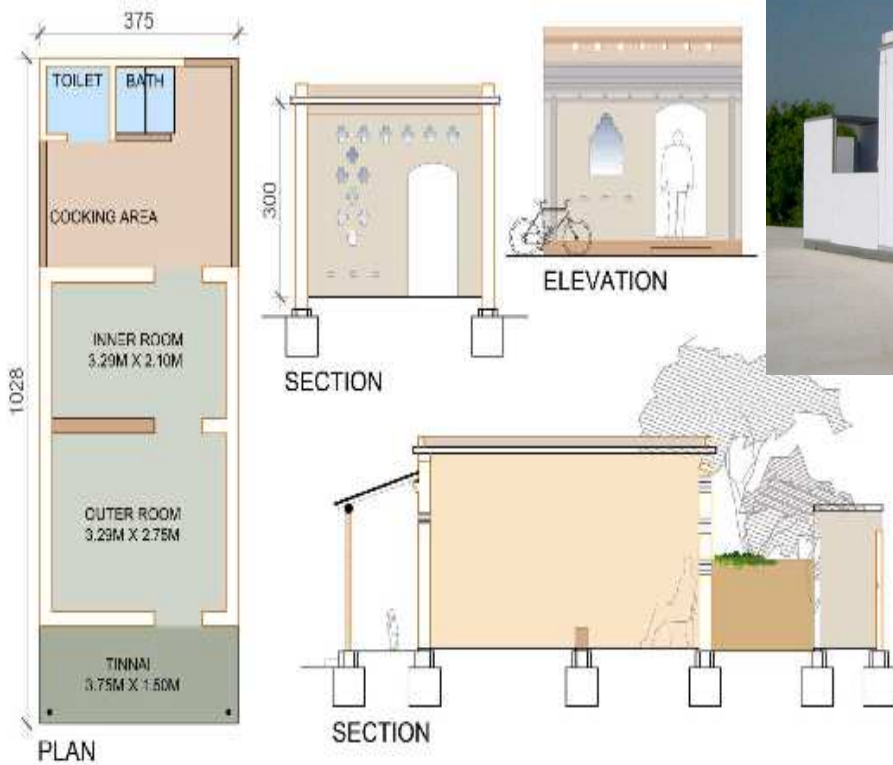 375
TOILET
BATH
COOKING AREA
INNER ROOM
3.29M X 2.10M
1028
OUTER ROOM
3.29M X 2.75M
TINNAI
3.75M X 1.50M
PLAN
300
SECTION
ELEVATION
SECTION